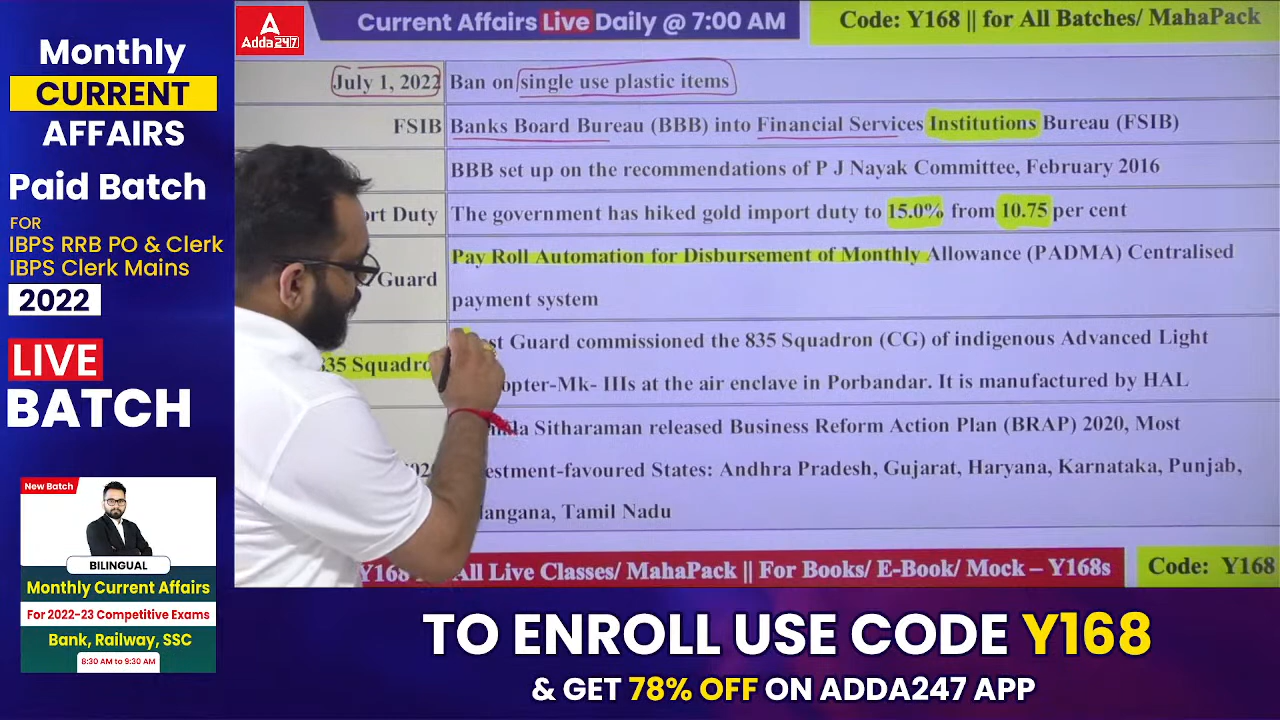 Monthly
CURRENT
AFFAIRS
Paid Batch
FOR
IBPS RRB PO & Clerk
IBPS Clerk Mains
2022
LIVE
BATCH
New Batch
BILINGUAL
Monthly Current Affairs
For 2022-23 Competitive Exams
Bank, Railway, SSC
8:30 AM to 9:30 AM
Adda247
Current Affairs Live Daily @ 7:00 AM
Code: Y168 || for All Batches/ MahaPack
July 1, 2022 Ban on single use plastic items
FSIB Banks Board Bureau (BBB) into Financial Services Institutions Bureau (FSIB)
BBB set up on the recommendations of P J Nayak Committee, February 2016
Duty The government has hiked gold import duty to 15.0% from 10.75 per cent
Guard Pay Roll Automation for Disbursement of Monthly Allowance (PADMA) Centralised
payment system
Guard commissioned the 835 Squadron (CG) of indigenous Advanced Light
Mk- IIIs at the air enclave in Porbandar. It is manufactured by HAL
Sitharaman released Business Reform Action Plan (BRAP) 2020, Most
favoured States: Andhra Pradesh, Gujarat, Haryana, Karnataka, Punjab,
Tamil Nadu
Y168 All Live Classes/ MahaPack || For Books/ E-Book/ Mock – Y168s
Code: Y168
TO ENROLL USE CODE Y168
& GET 78% OFF ON ADDA247 APP